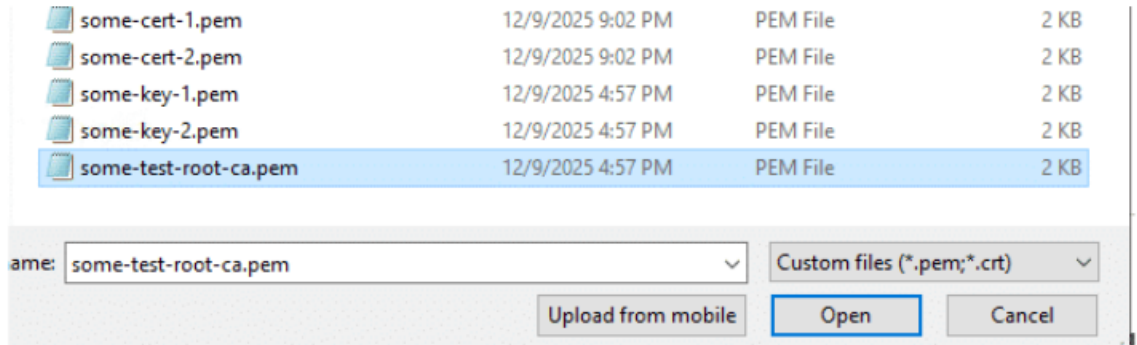 some-cert-1.pem 12/9/2025 9:02 PM PEM File 2 KB
some-cert-2.pem 12/9/2025 9:02 PM PEM File 2 KB
some-key-1.pem 12/9/2025 4:57 PM PEM File 2 KB
some-key-2.pem 12/9/2025 4:57 PM PEM File 2 KB
some-test-root-ca.pem 12/9/2025 4:57 PM PEM File 2 KB
ame: some-test-root-ca.pem Custom files (*.pem;*.crt)
Upload from mobile Open Cancel